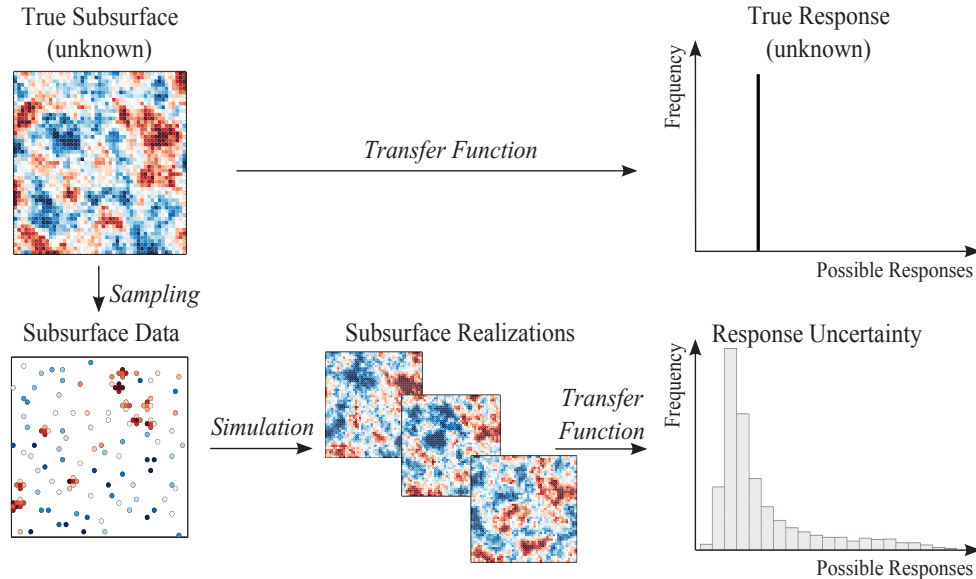 True Subsurface
(unknown)
True Response
(unknown)
Frequency
Transfer Function
Possible Responses
Sampling
Subsurface Data
Subsurface Realizations
Response Uncertainty
Frequency
Simulation
Transfer
Function
Possible Responses